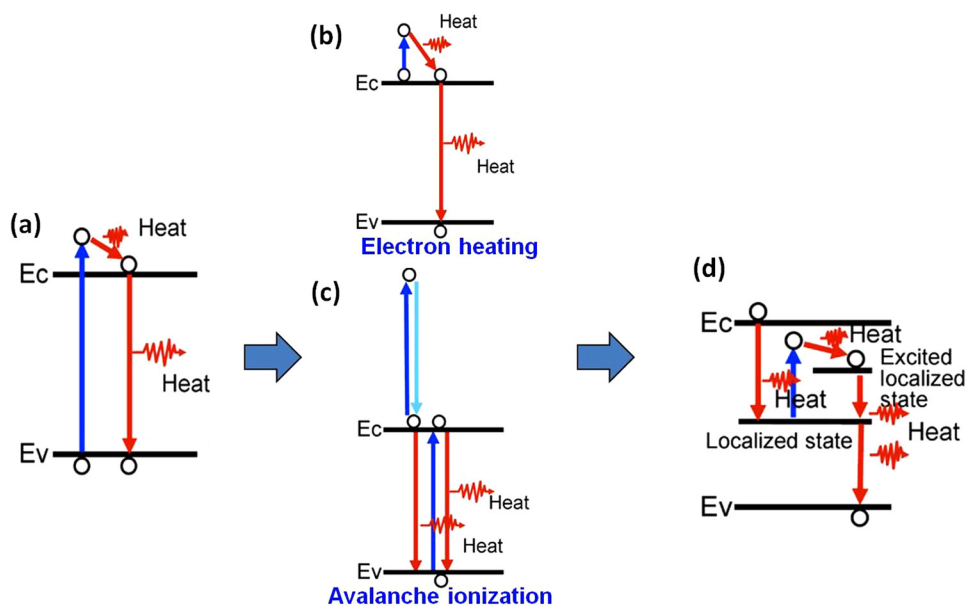 (a)
Heat
Ec
Heat
Ev
(b)
Heat
Ec
Heat
Ev
Electron heating
(c)
Ec
Heat
Heat
Ev
Avalanche ionization
(d)
Ec
Heat
Excited
localized
state
Heat
Localized state
Heat
Ev